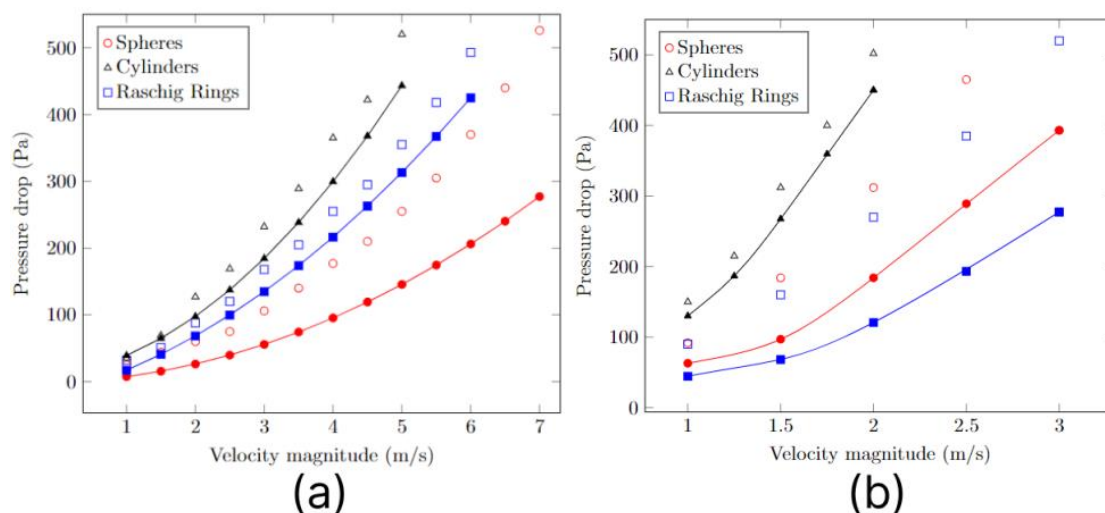 500
400
300
200
100
0
Pressure drop (Pa)
Spheres
Cylinders
Raschig Rings
1 2 3 4 5 6 7
Velocity magnitude (m/s)
(a)
500
400
300
200
100
0
Pressure drop (Pa)
Spheres
Cylinders
Raschig Rings
1 1.5 2 2.5 3
Velocity magnitude (m/s)
(b)